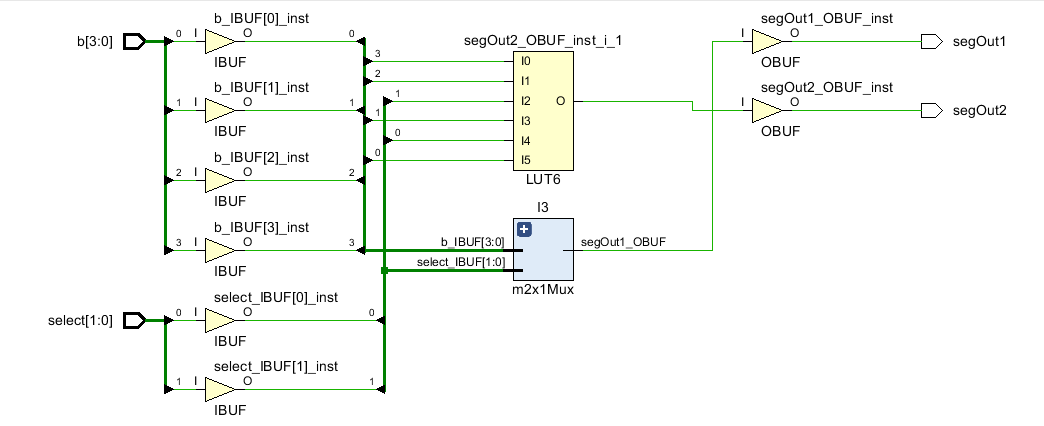 b_IBUF[0]_inst
b[3:0] 0 I O 0
IBUF
b_IBUF[1]_inst
1 I O 1
IBUF
b_IBUF[2]_inst
2 I O 2
IBUF
b_IBUF[3]_inst
3 I O 3
IBUF
select_IBUF[0]_inst
select[1:0] 0 I O 0
IBUF
select_IBUF[1]_inst
1 I O 1
IBUF
segOut2_OBUF_inst_i_1
3 I0
2 I1
1 I2 O
1 I3
0 I4
0 I5
LUT6
I3
+
b_IBUF[3:0] segOut1_OBUF
select_IBUF[1:0]
m2x1Mux
segOut1_OBUF_inst
I O segOut1
OBUF
segOut2_OBUF_inst
I O segOut2
OBUF